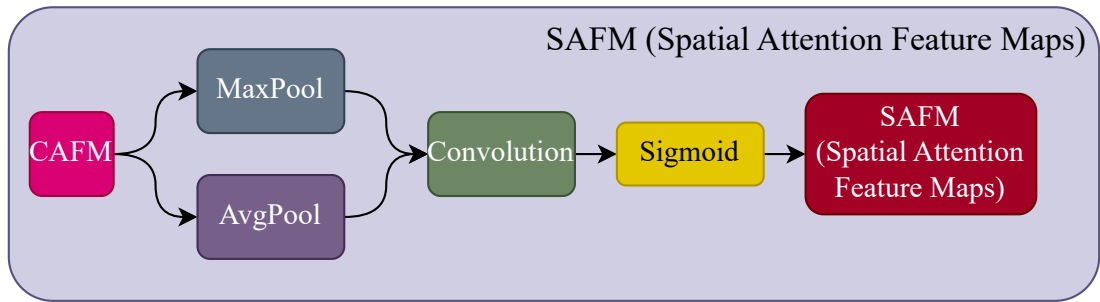 SAFM (Spatial Attention Feature Maps)
CAFM
MaxPool
AvgPool
Convolution
Sigmoid
SAFM
(Spatial Attention
Feature Maps)